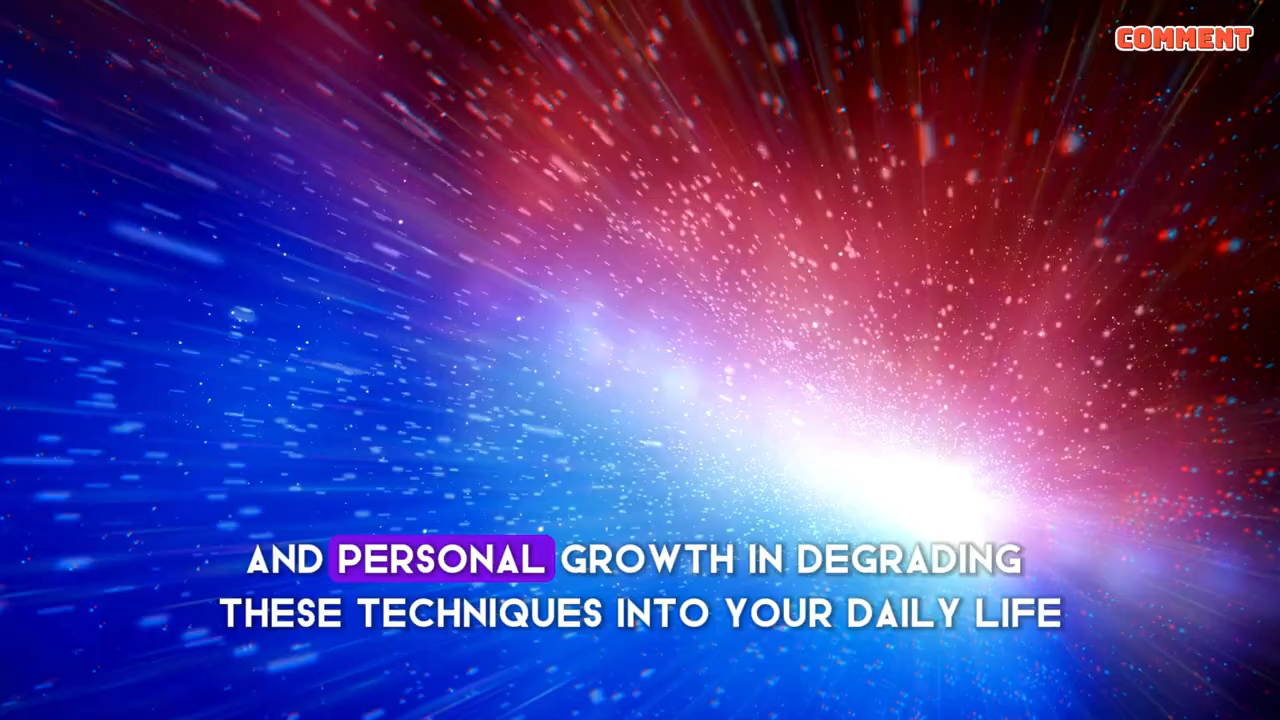 COMMENT
AND PERSONAL GROWTH IN DEGRADING
THESE TECHNIQUES INTO YOUR DAILY LIFE